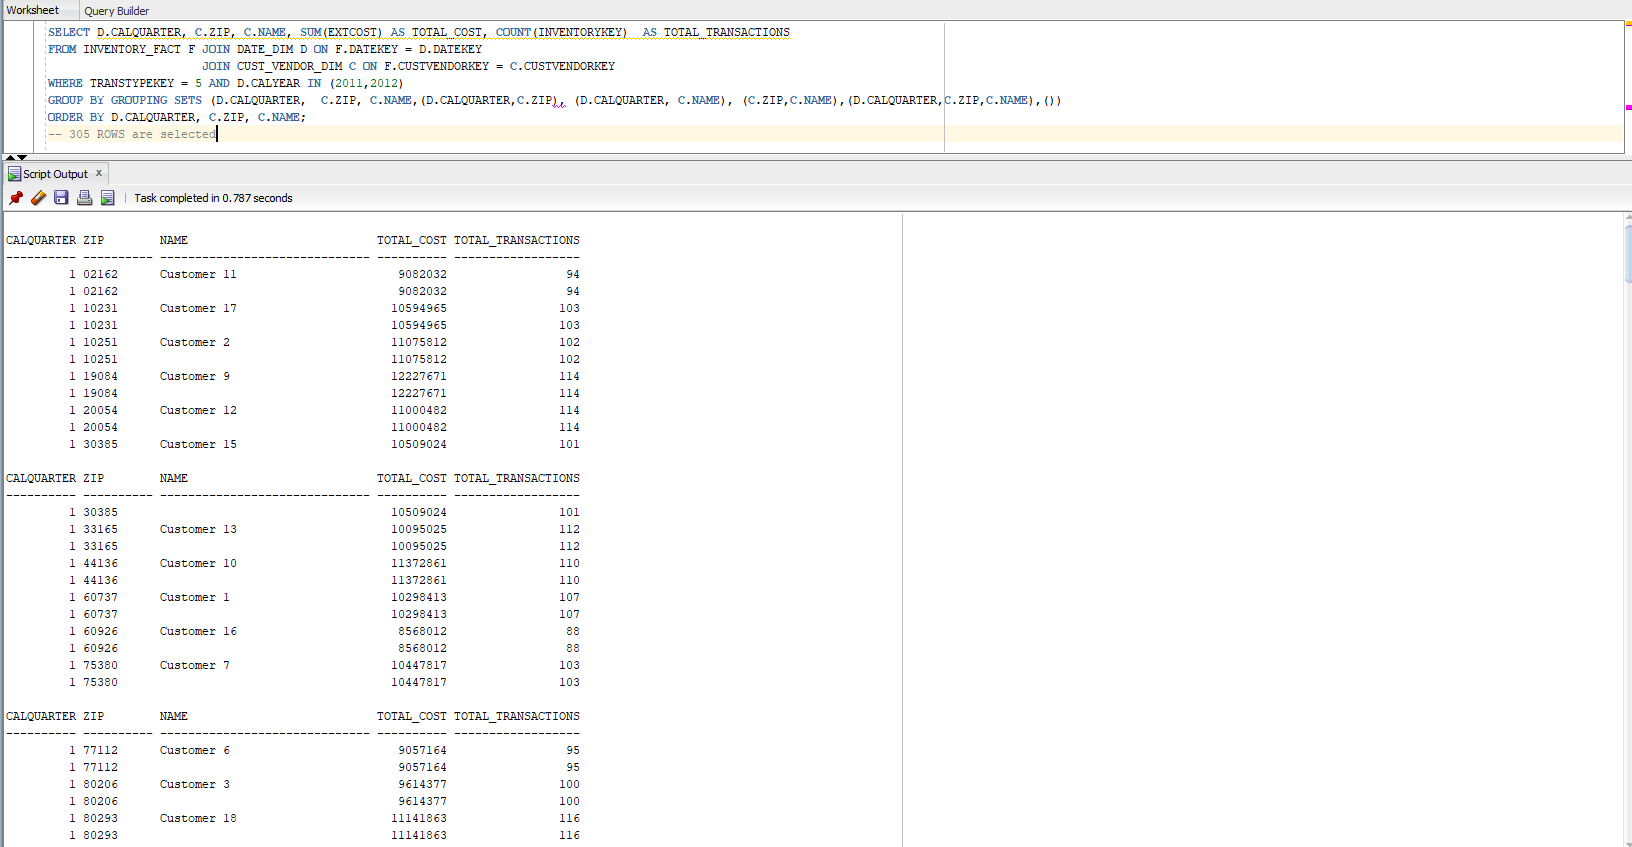 Worksheet Query Builder
SELECT D.CALQUARTER, C.ZIP, C.NAME, SUM(EXTCOST) AS TOTAL_COST, COUNT(INVENTORYKEY)  AS TOTAL_TRANSACTIONS
FROM INVENTORY_FACT F JOIN DATE_DIM D ON F.DATEKEY = D.DATEKEY
JOIN CUST_VENDOR_DIM C ON F.CUSTVENDORKEY = C.CUSTVENDORKEY
WHERE TRANSTYPEKEY = 5 AND D.CALYEAR IN (2011,2012)
GROUP BY GROUPING SETS (D.CALQUARTER,  C.ZIP, C.NAME,(D.CALQUARTER,C.ZIP), (D.CALQUARTER, C.NAME), (C.ZIP,C.NAME),(D.CALQUARTER,C.ZIP,C.NAME),())
ORDER BY D.CALQUARTER, C.ZIP, C.NAME;
-- 305 ROWS are selected
Script Output x
Task completed in 0.787 seconds
CALQUARTER ZIP        NAME                           TOTAL_COST TOTAL_TRANSACTIONS
---------- ---------- ------------------------------ ---------- ------------------
1 02162      Customer 11                       9082032                 94
1 02162                                        9082032                 94
1 10231      Customer 17                      10594965                103
1 10231                                       10594965                103
1 10251      Customer 2                       11075812                102
1 10251                                       11075812                102
1 19084      Customer 9                       12227671                114
1 19084                                       12227671                114
1 20054      Customer 12                      11000482                114
1 20054                                       11000482                114
1 30385      Customer 15                      10509024                101
CALQUARTER ZIP        NAME                           TOTAL_COST TOTAL_TRANSACTIONS
---------- ---------- ------------------------------ ---------- ------------------
1 30385                                       10509024                101
1 33165      Customer 13                      10095025                112
1 33165                                       10095025                112
1 44136      Customer 10                      11372861                110
1 44136                                       11372861                110
1 60737      Customer 1                       10298413                107
1 60737                                       10298413                107
1 60926      Customer 16                       8568012                 88
1 60926                                        8568012                 88
1 75380      Customer 7                       10447817                103
1 75380                                       10447817                103
CALQUARTER ZIP        NAME                           TOTAL_COST TOTAL_TRANSACTIONS
---------- ---------- ------------------------------ ---------- ------------------
1 77112      Customer 6                        9057164                 95
1 77112                                        9057164                 95
1 80206      Customer 3                        9614377                100
1 80206                                        9614377                100
1 80293      Customer 18                      11141863                116
1 80293                                       11141863                116